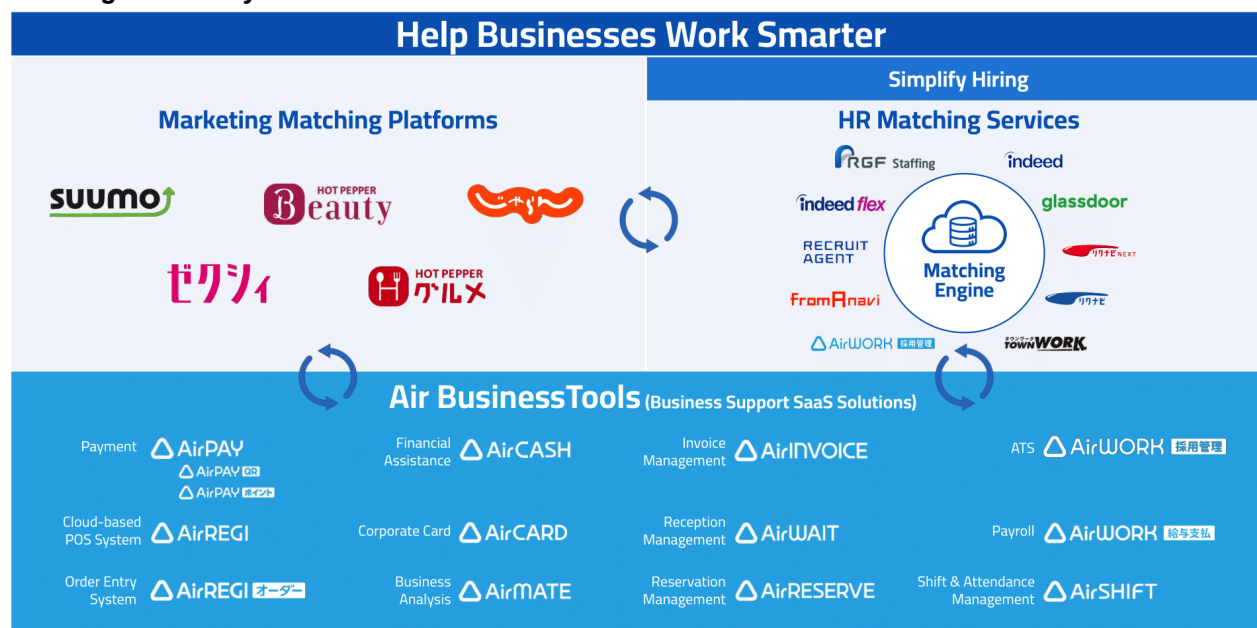 Help Businesses Work Smarter
Simplify Hiring
Marketing Matching Platforms
HR Matching Services
SUUMO
HOT PEPPER
Beauty
じゃらん
ゼクシィ
HOT PEPPER
グルメ
RGF Staffing
indeed
indeed flex
glassdoor
RECRUIT
AGENT
リクナビNEXT
Matching
Engine
fromAnavi
リクナビ
AirWORK 採用管理
タウンワーク
TOWNWORK
Air BusinessTools (Business Support SaaS Solutions)
Payment AirPAY
AirPAY QR
AirPAY ポイント
Financial
Assistance AirCASH
Invoice
Management AirINVOICE
ATS AirWORK 採用管理
Cloud-based
POS System AirREGI
Corporate Card AirCARD
Reception
Management AirWAIT
Payroll AirWORK 給与支払
Order Entry
System AirREGI オーダー
Business
Analysis AirMATE
Reservation
Management AirRESERVE
Shift & Attendance
Management AirSHIFT